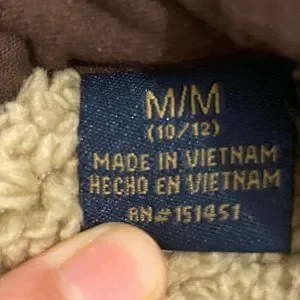 M/M
(10/12)
MADE IN VIETNAM
HECHO EN VIETNAM
RN#151451